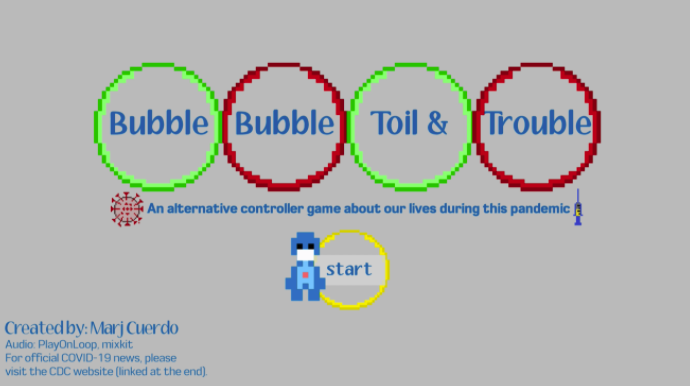 Bubble Bubble Toil & Trouble
An alternative controller game about our lives during this pandemic
start
Created by: Marj Cuerdo
Audio: PlayOnLoop, mixkit
For official COVID-19 news, please
visit the CDC website (linked at the end).